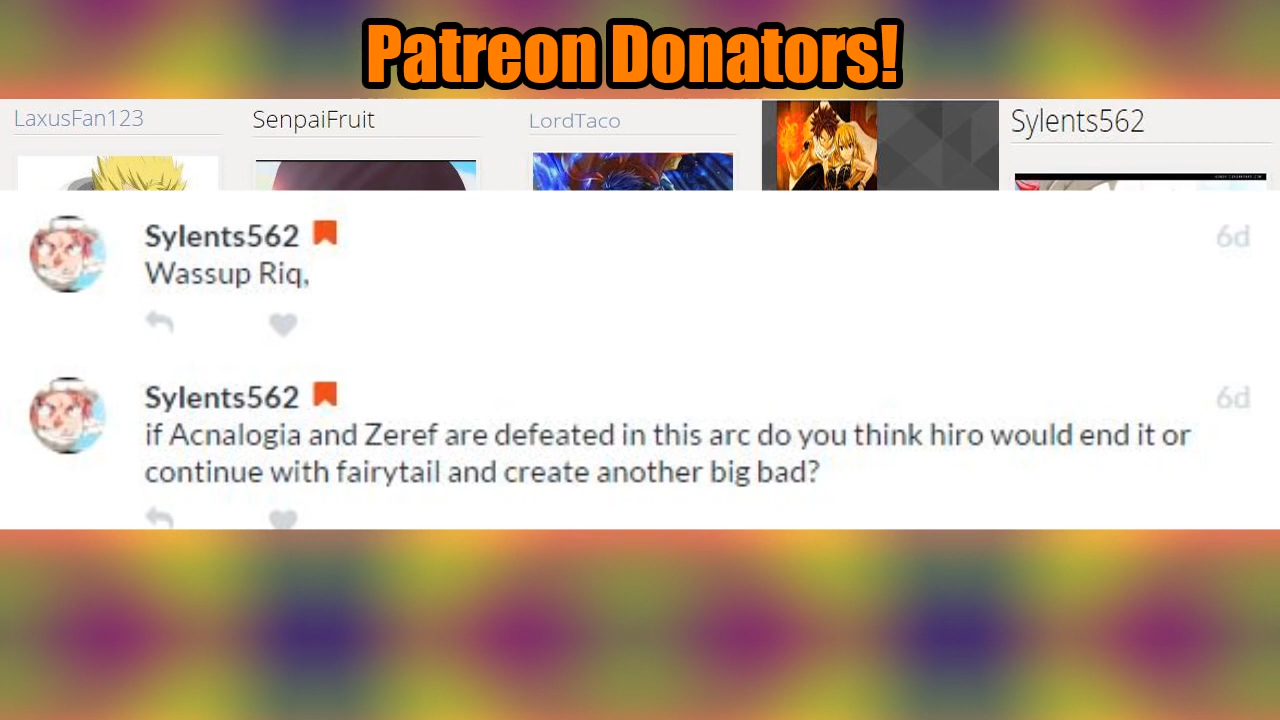 Patreon Donators!
LaxusFan123
SenpaiFruit
LordTaco
Sylents562
Sylents562
6d
Wassup Riq,
Sylents562
6d
if Acnalogia and Zeref are defeated in this arc do you think hiro would end it or
continue with fairytail and create another big bad?